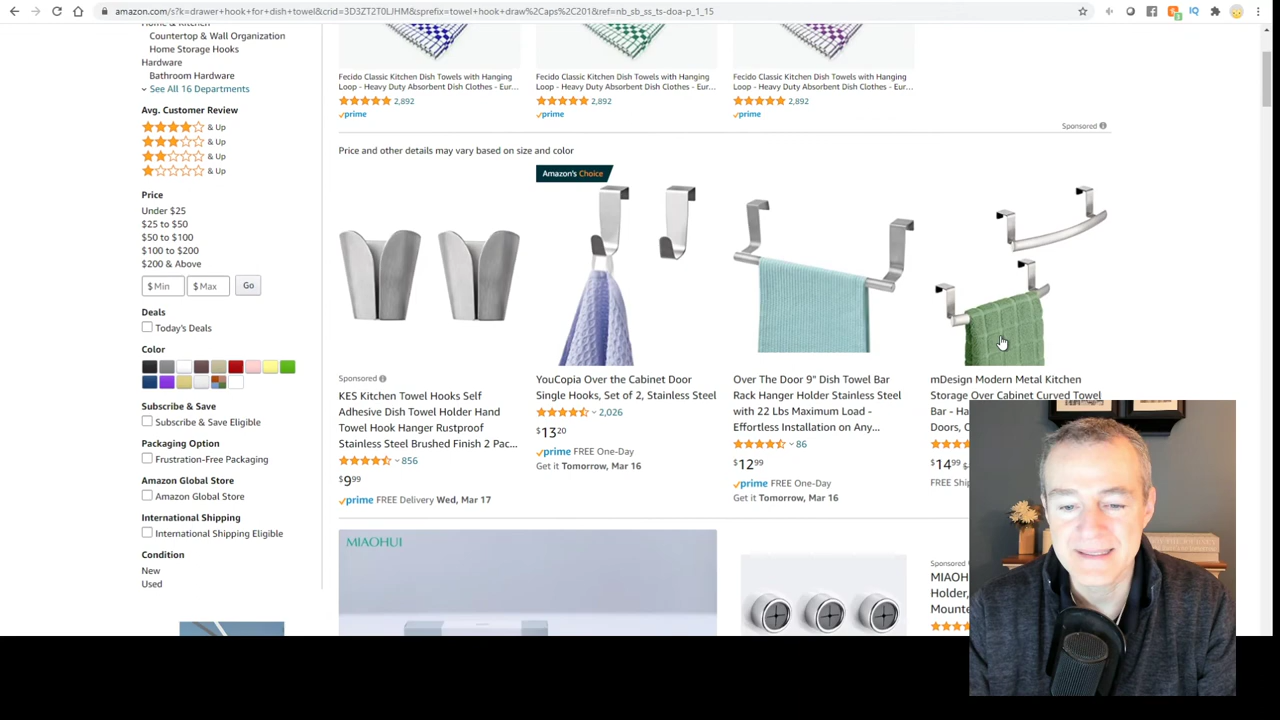 amazon.com/s?k=drawer+hook+for+dish+towel&crid=3D3ZT2T0LJHM&sprefix=towel+hook+draw%2Caps%2C201&ref=nb_sb_ss_ts-doa-p_1_15
Countertop & Wall Organization
Home Storage Hooks
Hardware
Bathroom Hardware
See All 16 Departments
Avg. Customer Review
& Up
& Up
& Up
& Up
Price
Under $25
$25 to $50
$50 to $100
$100 to $200
$200 & Above
$ Min
$ Max
Go
Deals
Today's Deals
Color
Subscribe & Save
Subscribe & Save Eligible
Packaging Option
Frustration-Free Packaging
Amazon Global Store
Amazon Global Store
International Shipping
International Shipping Eligible
Condition
New
Used
Fecido Classic Kitchen Dish Towels with Hanging
Loop - Heavy Duty Absorbent Dish Clothes - Eur...
2,892
prime
Fecido Classic Kitchen Dish Towels with Hanging
Loop - Heavy Duty Absorbent Dish Clothes - Eur...
2,892
prime
Fecido Classic Kitchen Dish Towels with Hanging
Loop - Heavy Duty Absorbent Dish Clothes - Eur...
2,892
prime
Sponsored
Price and other details may vary based on size and color
Sponsored
KES Kitchen Towel Hooks Self
Adhesive Dish Towel Holder Hand
Towel Hook Hanger Rustproof
Stainless Steel Brushed Finish 2 Pac...
856
$9 99
prime FREE Delivery Wed, Mar 17
Amazon's Choice
YouCopia Over the Cabinet Door
Single Hooks, Set of 2, Stainless Steel
2,026
$13 20
prime FREE One-Day
Get it Tomorrow, Mar 16
Over The Door 9" Dish Towel Bar
Rack Hanger Holder Stainless Steel
with 22 Lbs Maximum Load -
Effortless Installation on Any...
86
$12 99
prime FREE One-Day
Get it Tomorrow, Mar 16
mDesign Modern Metal Kitchen
Storage Over Cabinet Curved Towel
Bar - Ha
Doors, C
$14 99
FREE Ship
MIAOHUI
Sponsored
MIAOH
Holder,
Mounte